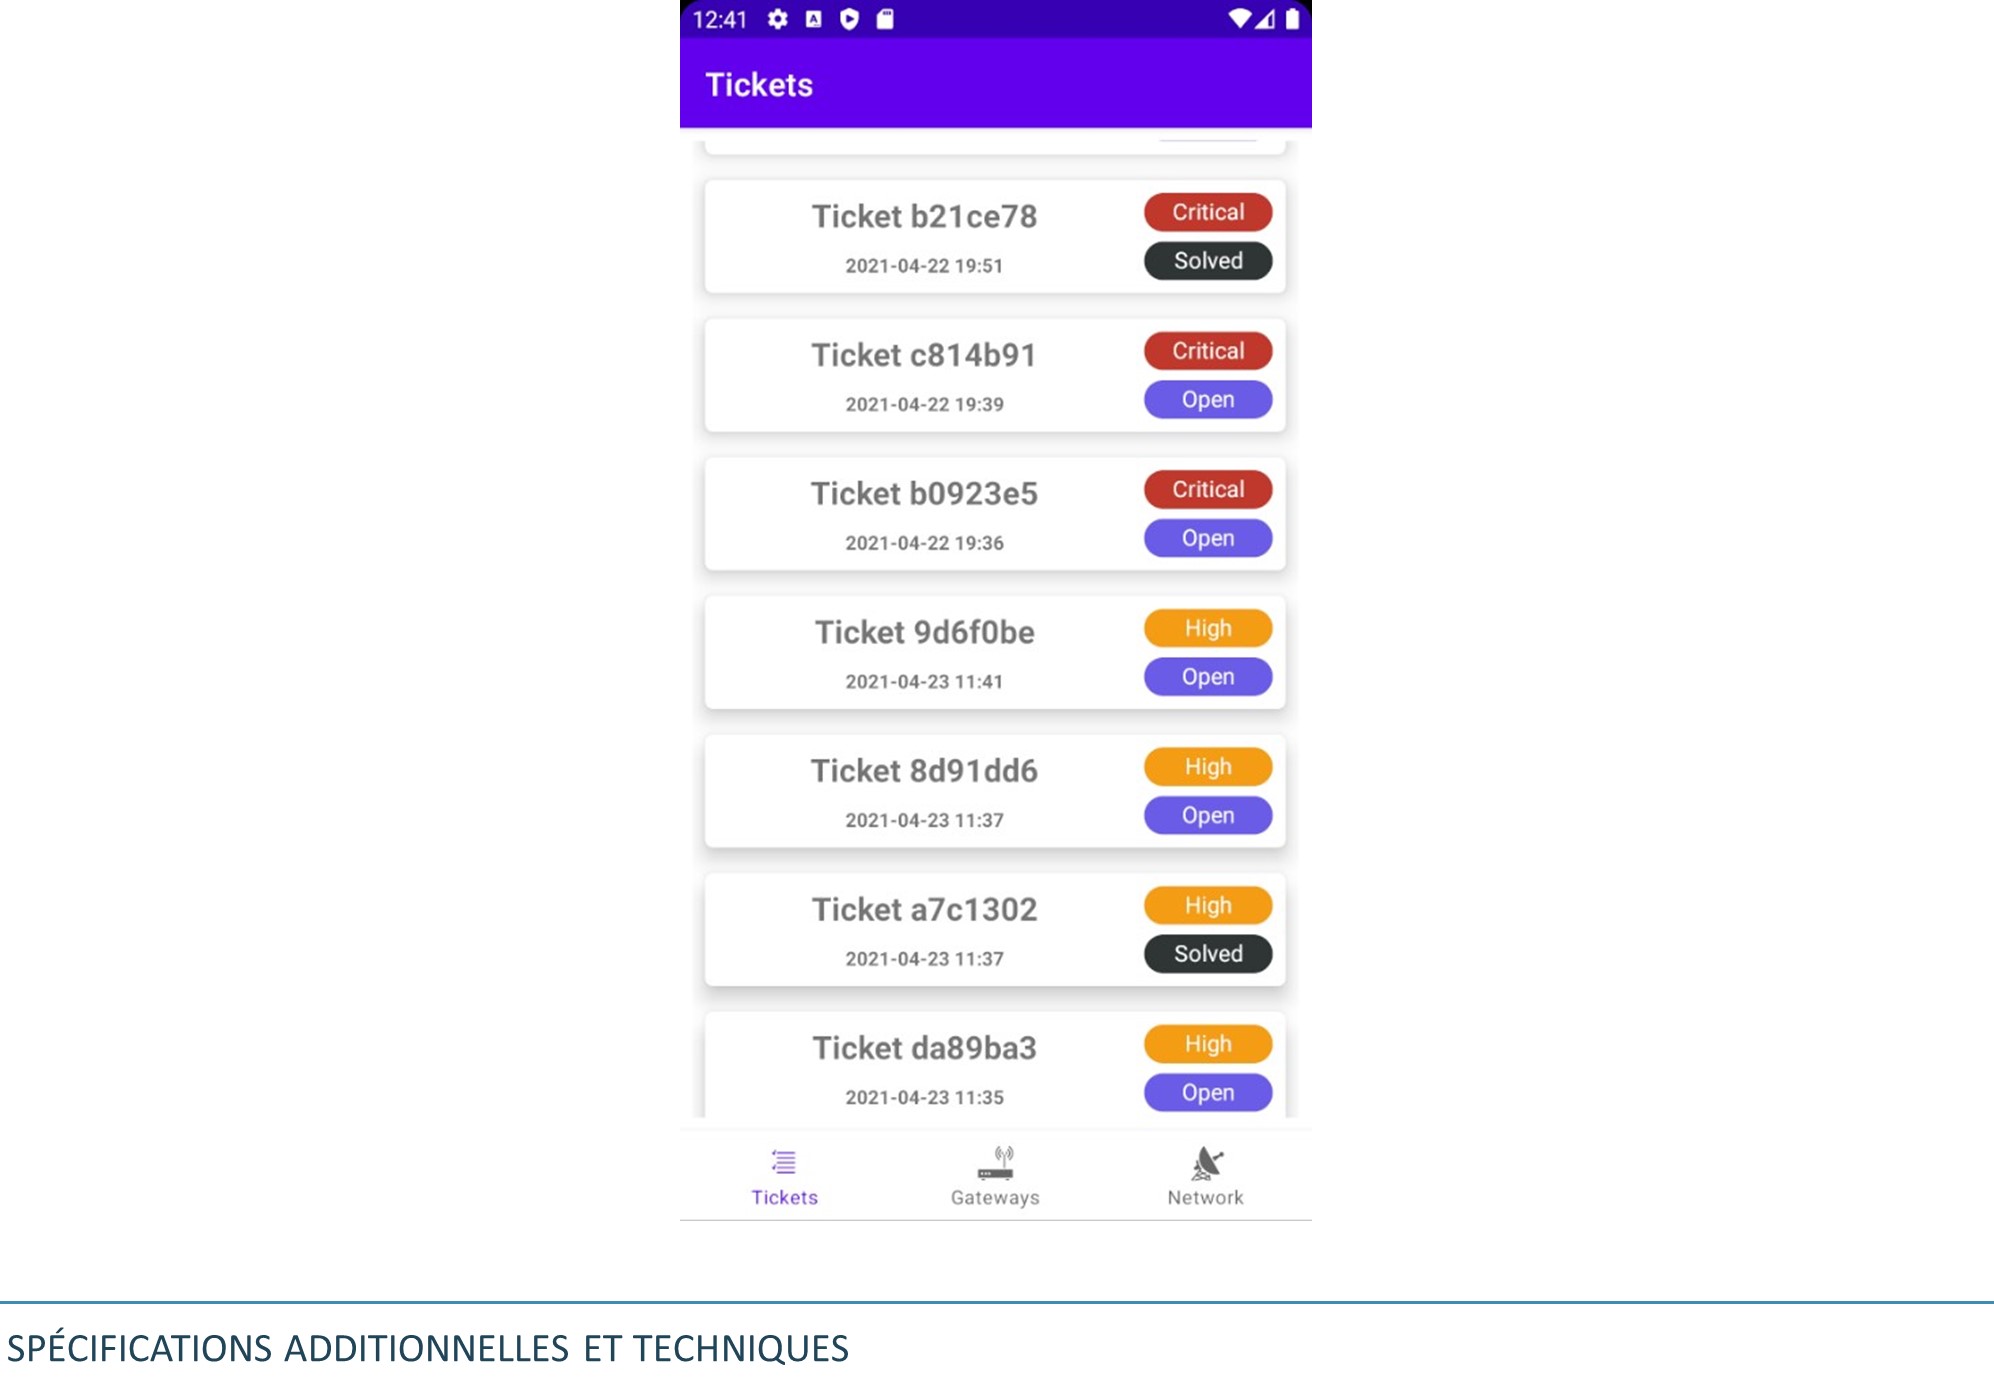 12:41
Tickets
Ticket b21ce78
Critical
2021-04-22 19:51
Solved
Ticket c814b91
Critical
2021-04-22 19:39
Open
Ticket b0923e5
Critical
2021-04-22 19:36
Open
Ticket 9d6f0be
High
2021-04-23 11:41
Open
Ticket 8d91dd6
High
2021-04-23 11:37
Open
Ticket a7c1302
High
2021-04-23 11:37
Solved
Ticket da89ba3
High
2021-04-23 11:35
Open
Tickets Gateways Network
SPÉCIFICATIONS ADDITIONNELLES ET TECHNIQUES